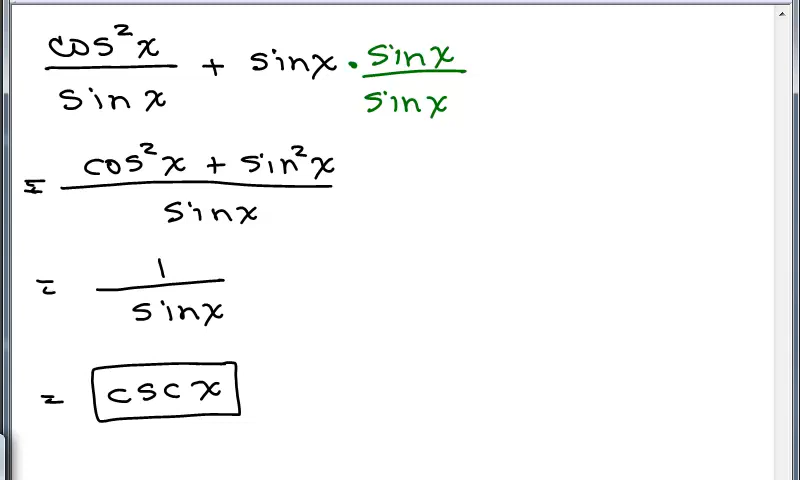 cos²x / sin x + sin x · sin x / sin x
= cos²x + sin²x / sin x
= 1 / sin x
= csc x